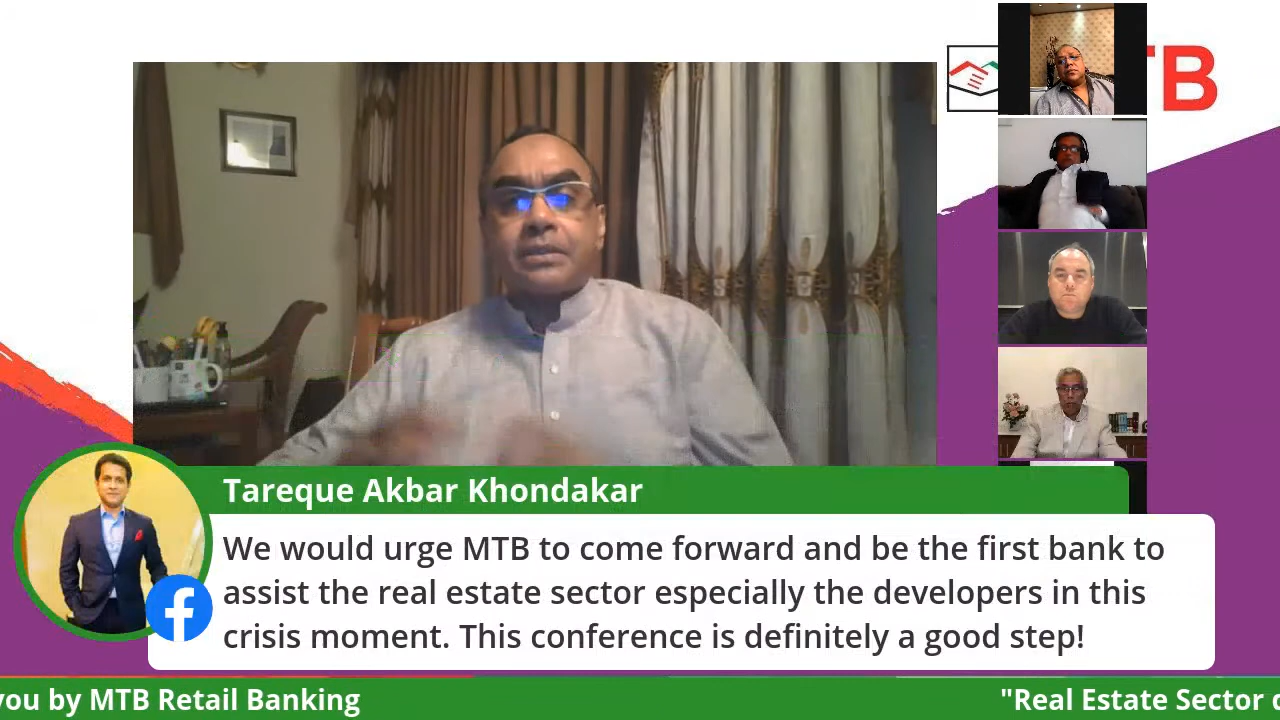 TB
Tareque Akbar Khondakar
We would urge MTB to come forward and be the first bank to
assist the real estate sector especially the developers in this
crisis moment. This conference is definitely a good step!
you by MTB Retail Banking
"Real Estate Sector